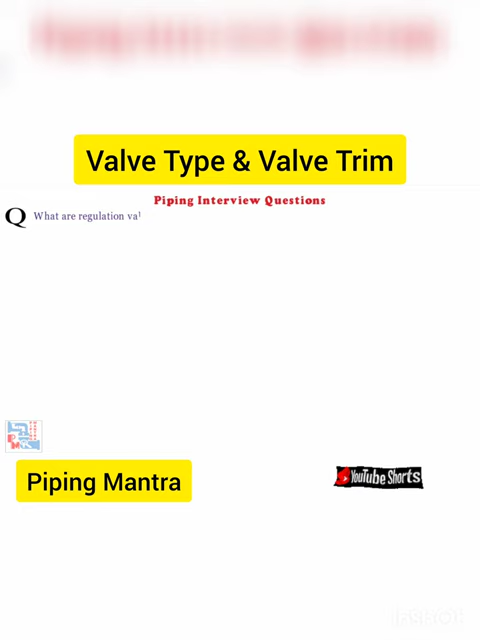 Valve Type & Valve Trim
Piping Interview Questions
Q What are regulation va
Piping Mantra
YouTube Shorts